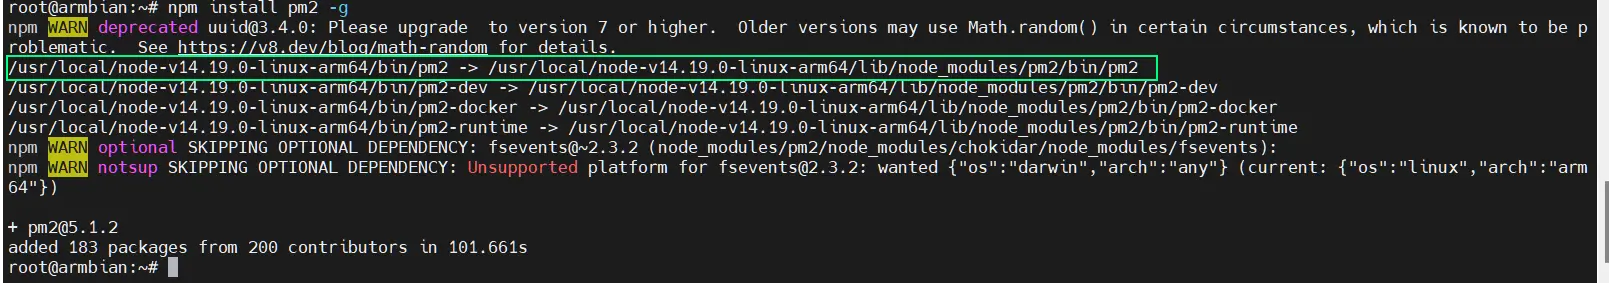 root@armbian:~# npm install pm2 -g
npm WARN deprecated uuid@3.4.0: Please upgrade  to version 7 or higher.  Older versions may use Math.random() in certain circumstances, which is known to be p
roblematic.  See https://v8.dev/blog/math-random for details.
/usr/local/node-v14.19.0-linux-arm64/bin/pm2 -> /usr/local/node-v14.19.0-linux-arm64/lib/node_modules/pm2/bin/pm2
/usr/local/node-v14.19.0-linux-arm64/bin/pm2-dev -> /usr/local/node-v14.19.0-linux-arm64/lib/node_modules/pm2/bin/pm2-dev
/usr/local/node-v14.19.0-linux-arm64/bin/pm2-docker -> /usr/local/node-v14.19.0-linux-arm64/lib/node_modules/pm2/bin/pm2-docker
/usr/local/node-v14.19.0-linux-arm64/bin/pm2-runtime -> /usr/local/node-v14.19.0-linux-arm64/lib/node_modules/pm2/bin/pm2-runtime
npm WARN optional SKIPPING OPTIONAL DEPENDENCY: fsevents@~2.3.2 (node_modules/pm2/node_modules/chokidar/node_modules/fsevents):
npm WARN notsup SKIPPING OPTIONAL DEPENDENCY: Unsupported platform for fsevents@2.3.2: wanted {"os":"darwin","arch":"any"} (current: {"os":"linux","arch":"arm
64"})
+ pm2@5.1.2
added 183 packages from 200 contributors in 101.661s
root@armbian:~#